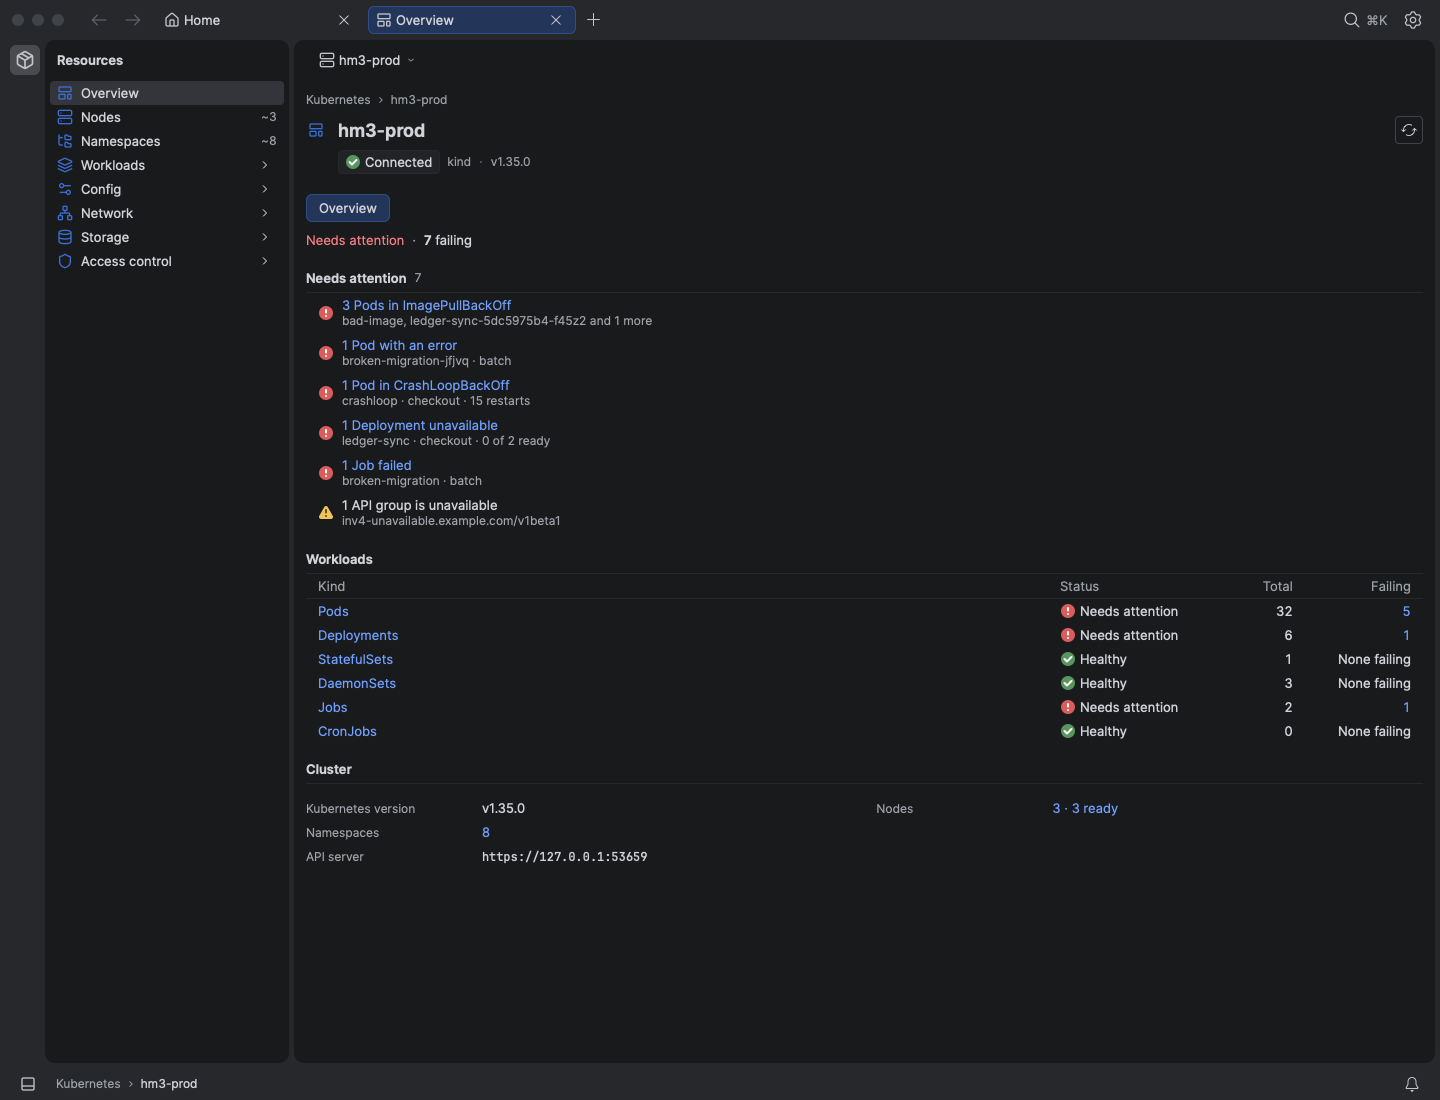 Home
Overview
⌘K
Resources
Overview
Nodes ~3
Namespaces ~8
Workloads
Config
Network
Storage
Access control
hm3-prod
Kubernetes › hm3-prod
hm3-prod
Connected kind · v1.35.0
Overview
Needs attention · 7 failing
Needs attention 7
3 Pods in ImagePullBackOff
bad-image, ledger-sync-5dc5975b4-f45z2 and 1 more
1 Pod with an error
broken-migration-jfjvq · batch
1 Pod in CrashLoopBackOff
crashloop · checkout · 15 restarts
1 Deployment unavailable
ledger-sync · checkout · 0 of 2 ready
1 Job failed
broken-migration · batch
1 API group is unavailable
inv4-unavailable.example.com/v1beta1
Workloads
Kind Status Total Failing
Pods Needs attention 32 5
Deployments Needs attention 6 1
StatefulSets Healthy 1 None failing
DaemonSets Healthy 3 None failing
Jobs Needs attention 2 1
CronJobs Healthy 0 None failing
Cluster
Kubernetes version v1.35.0 Nodes 3 · 3 ready
Namespaces 8
API server https://127.0.0.1:53659
Kubernetes › hm3-prod